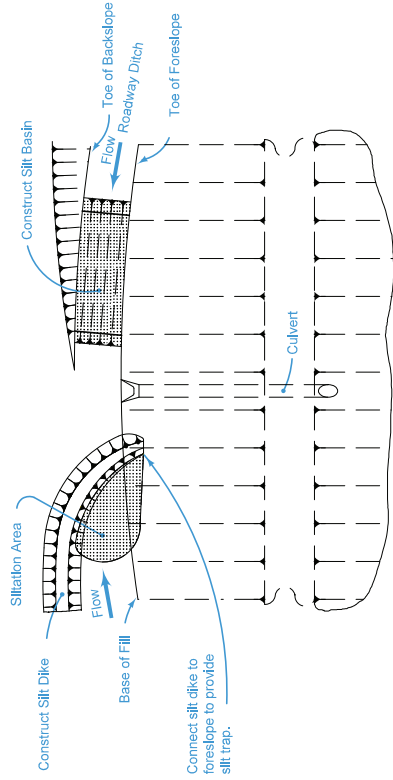 Construct Silt Dike
Siltation Area
Construct Silt Basin
Toe of Backslope
Flow
Roadway Ditch
Toe of Foreslope
Flow
Base of Fill
Culvert
Connect silt dike to
foreslope to provide
silt trap.